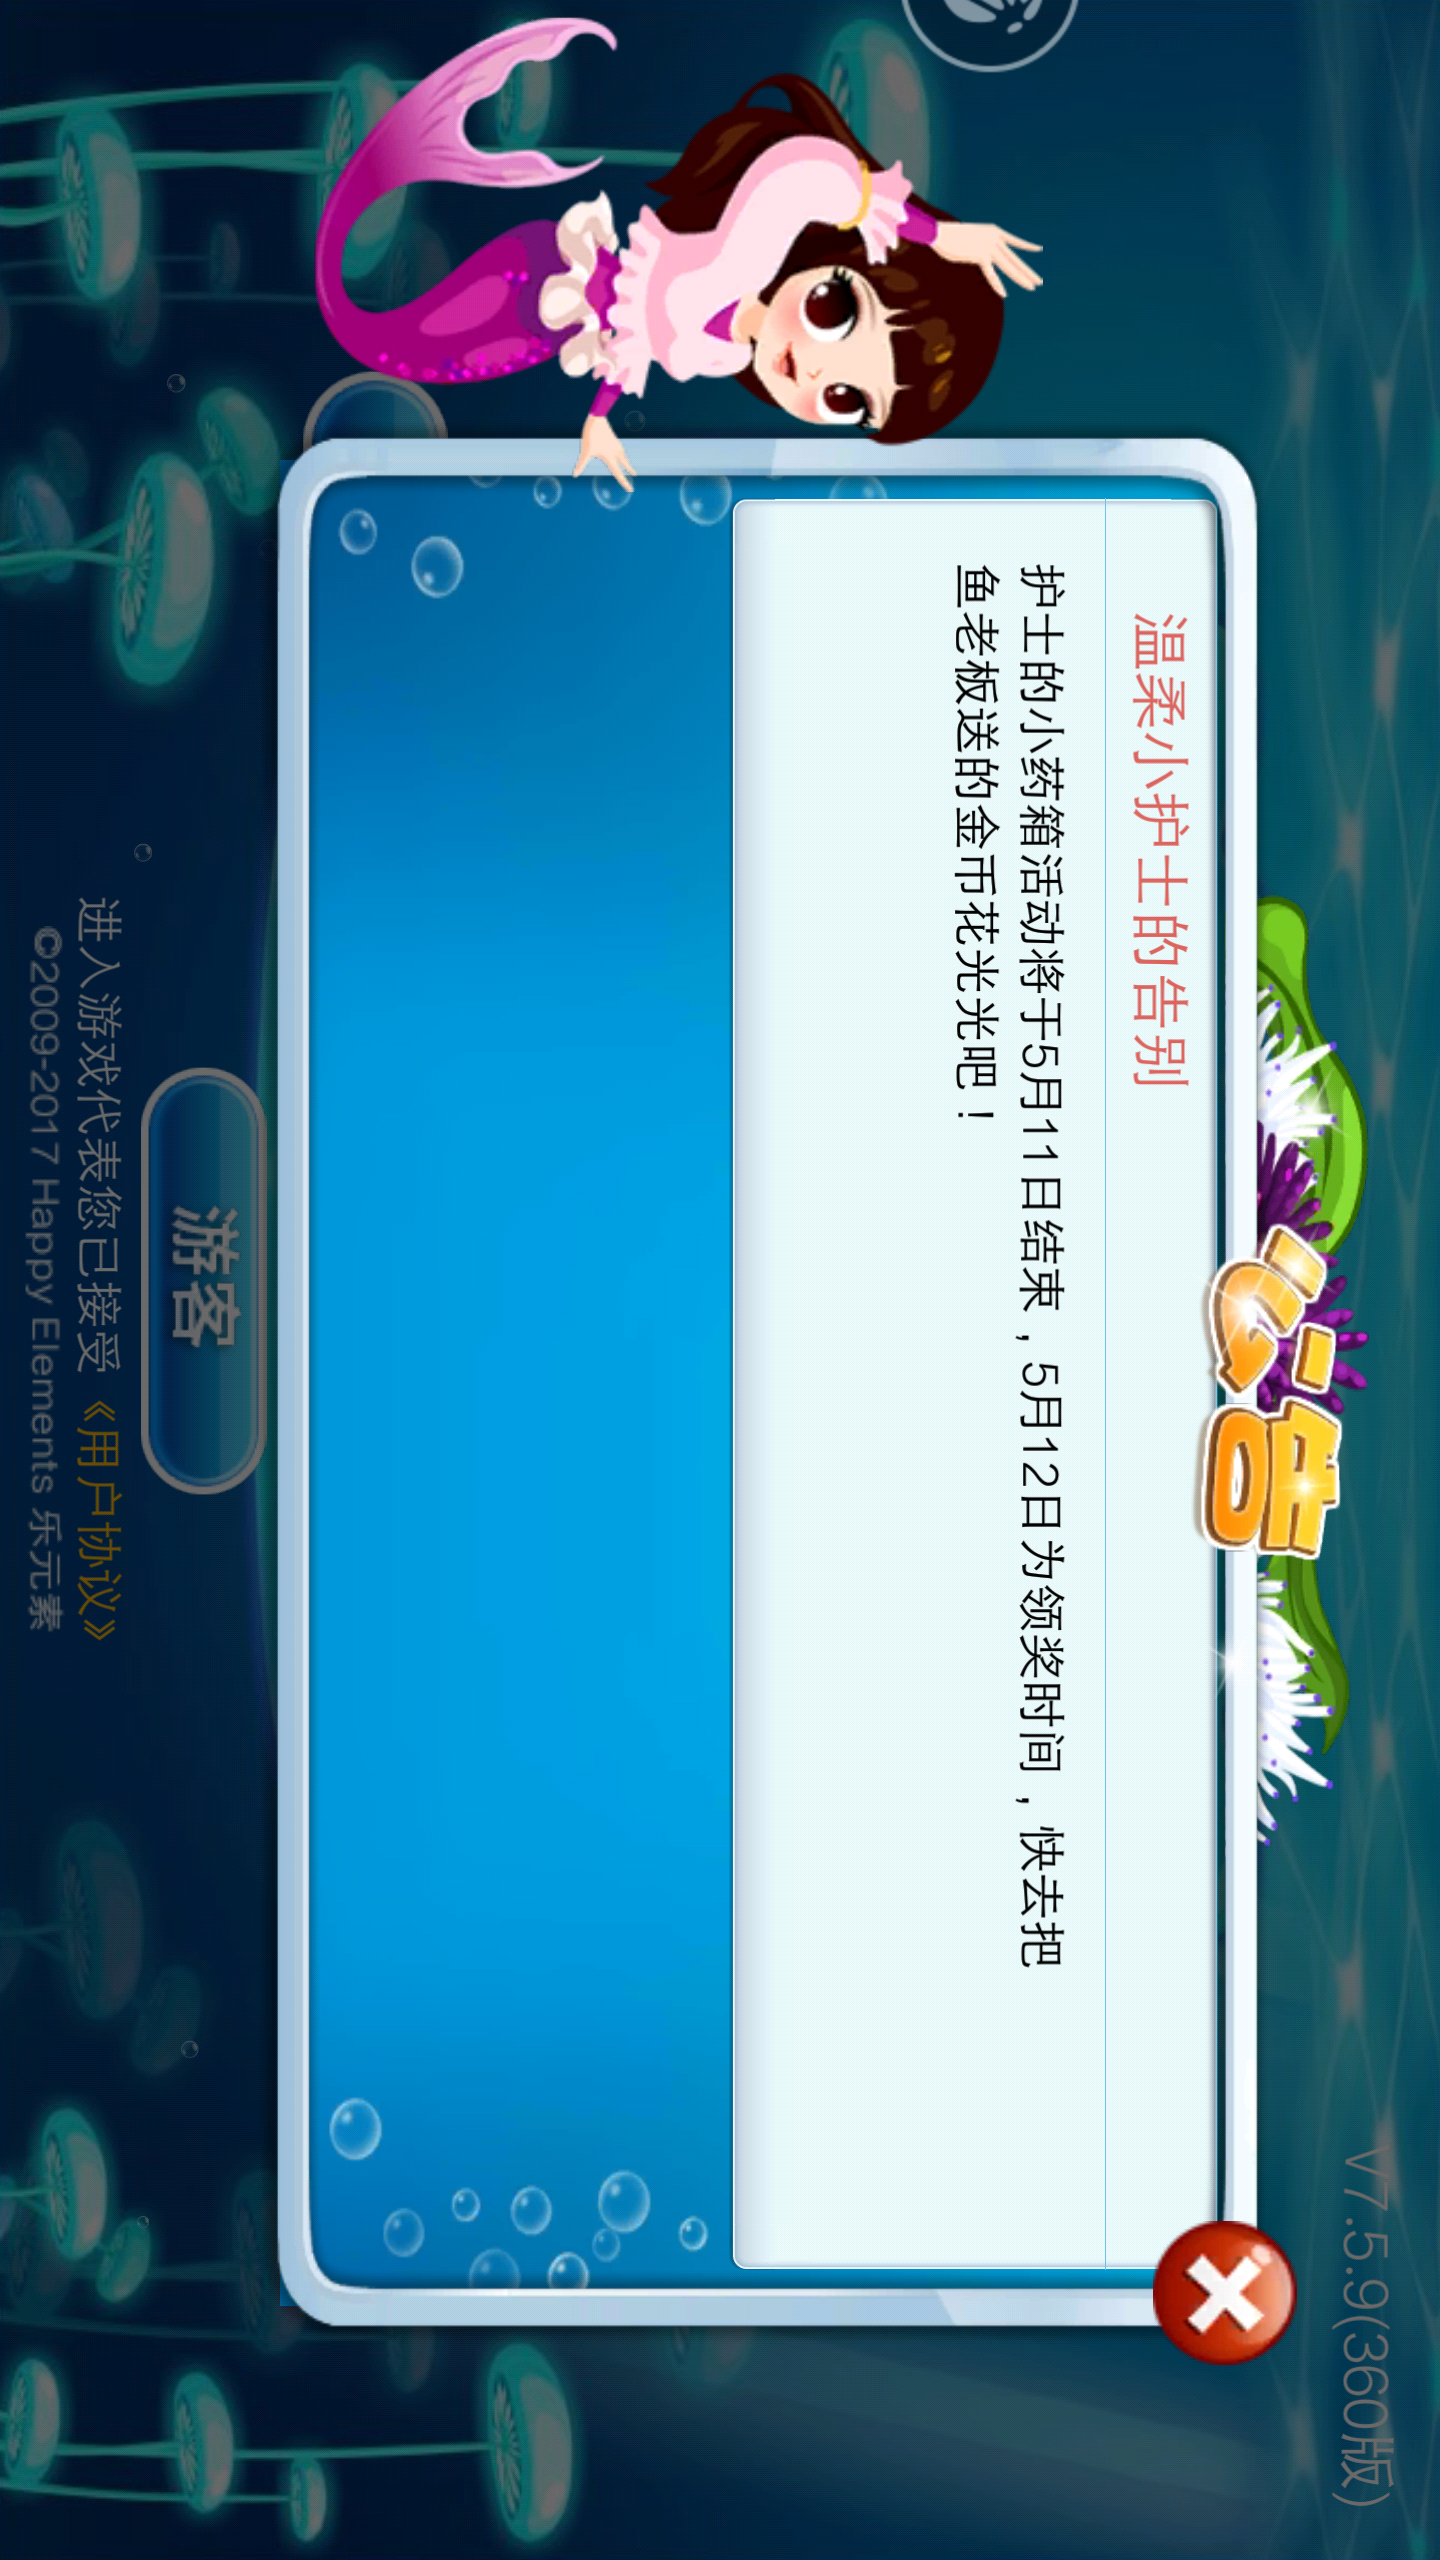 V7.5.9(360版)
公告
温柔小护士的告别
护士的小药箱活动将于5月11日结束，5月12日为领奖时间，快去把
鱼老板送的金币花光光吧！
游客
进入游戏代表您已接受《用户协议》
©2009-2017 Happy Elements 乐元素